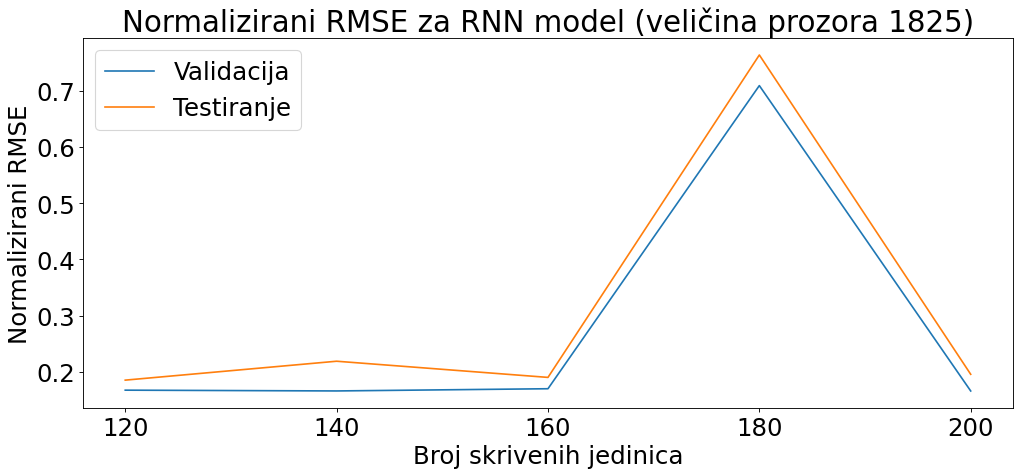 Normalizirani RMSE za RNN model (veličina prozora 1825)
Validacija
Testiranje
Normalizirani RMSE
0.7
0.6
0.5
0.4
0.3
0.2
120 140 160 180 200
Broj skrivenih jedinica